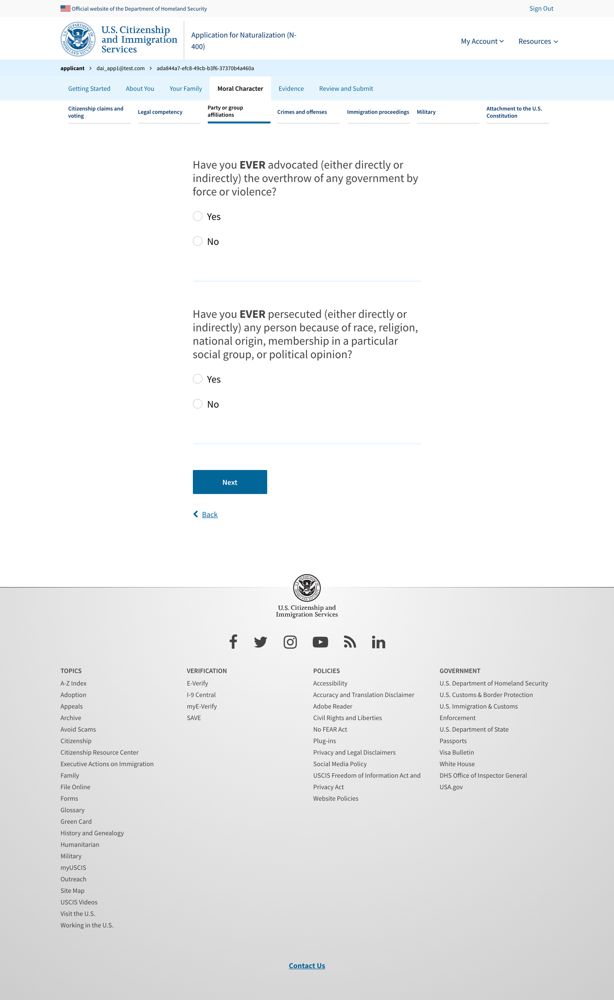 Official website of the Department of Homeland Security
Sign Out
U.S. Citizenship
and Immigration
Services
Application for Naturalization (N-
400)
My Account
Resources
applicant > dai_app1@test.com > ada844a7-efc8-49cb-b3f6-37370b4a460a
Getting Started
About You
Your Family
Moral Character
Evidence
Review and Submit
Citizenship claims and
voting
Legal competency
Party or group
affiliations
Crimes and offenses
Immigration proceedings
Military
Attachment to the U.S.
Constitution
Have you EVER advocated (either directly or
indirectly) the overthrow of any government by
force or violence?
Yes
No
Have you EVER persecuted (either directly or
indirectly) any person because of race, religion,
national origin, membership in a particular
social group, or political opinion?
Yes
No
Next
Back
U.S. Citizenship and
Immigration Services
TOPICS
A-Z Index
Adoption
Appeals
Archive
Avoid Scams
Citizenship
Citizenship Resource Center
Executive Actions on Immigration
Family
File Online
Forms
Glossary
Green Card
History and Genealogy
Humanitarian
Military
myUSCIS
Outreach
Site Map
USCIS Videos
Visit the U.S.
Working in the U.S.
VERIFICATION
E-Verify
I-9 Central
myE-Verify
SAVE
POLICIES
Accessibility
Accuracy and Translation Disclaimer
Adobe Reader
Civil Rights and Liberties
No FEAR Act
Plug-ins
Privacy and Legal Disclaimers
Social Media Policy
USCIS Freedom of Information Act and
Privacy Act
Website Policies
GOVERNMENT
U.S. Department of Homeland Security
U.S. Customs & Border Protection
U.S. Immigration & Customs
Enforcement
U.S. Department of State
Passports
Visa Bulletin
White House
DHS Office of Inspector General
USA.gov
Contact Us